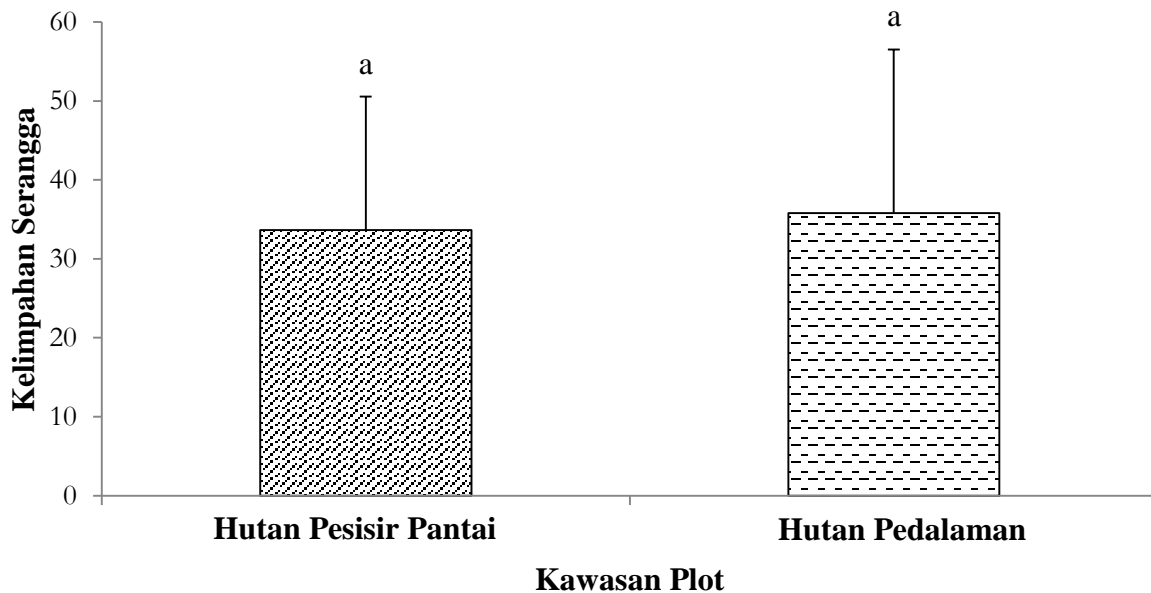 Kelimpahan Serangga
60
50
40
30
20
10
0
a
a
Hutan Pesisir Pantai
Hutan Pedalaman
Kawasan Plot